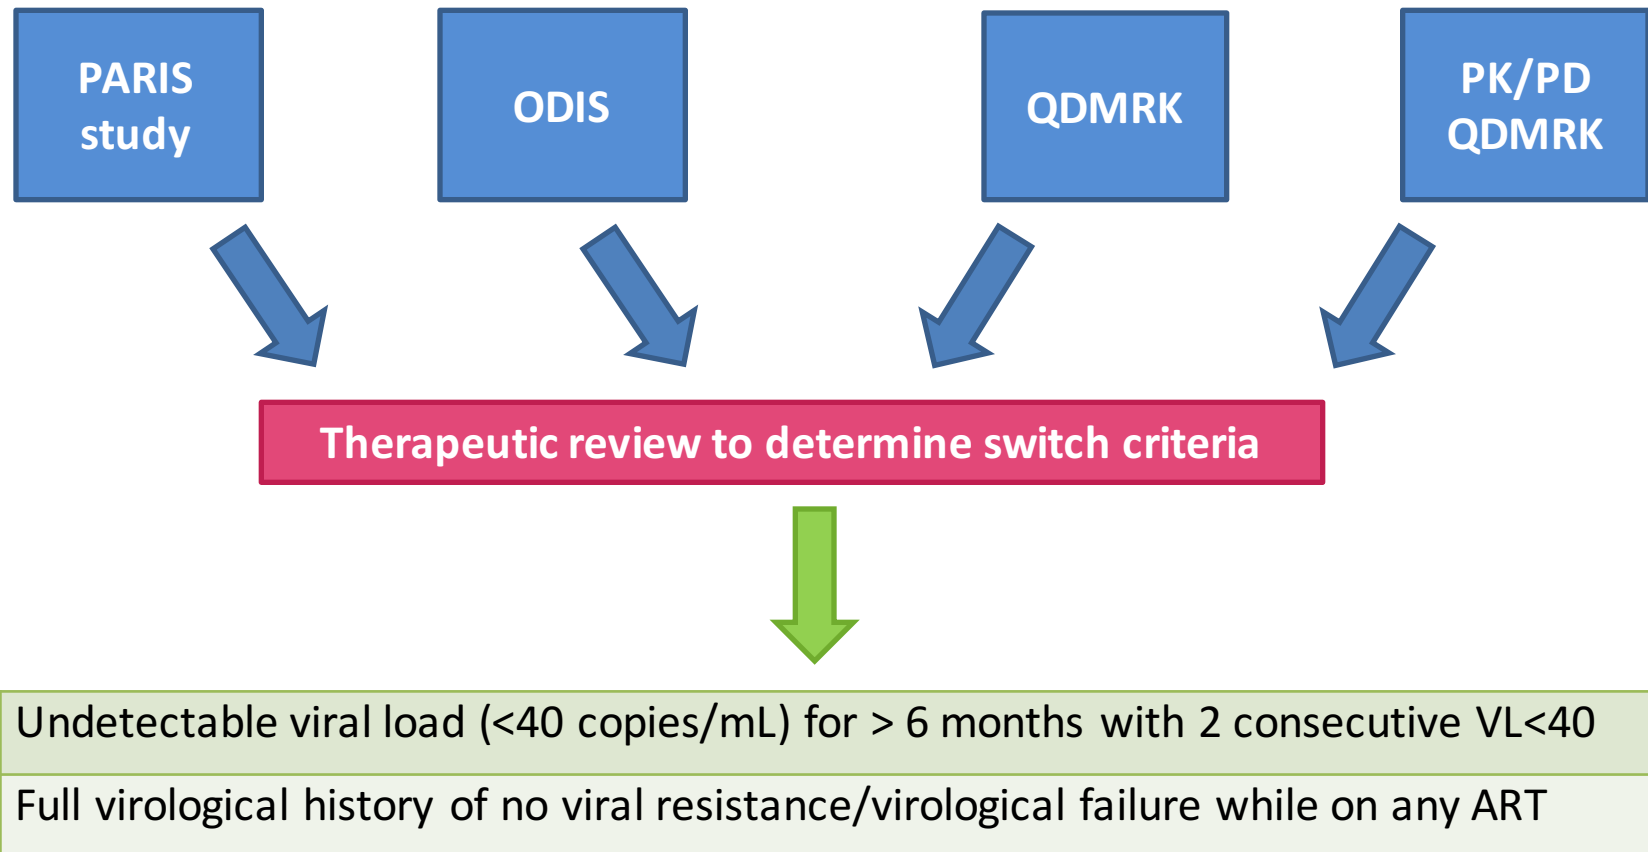 PARIS
study
ODIS
QDMRK
PK/PD
QDMRK
Therapeutic review to determine switch criteria
Undetectable viral load (<40 copies/mL) for > 6 months with 2 consecutive VL<40
Full virological history of no viral resistance/virological failure while on any ART